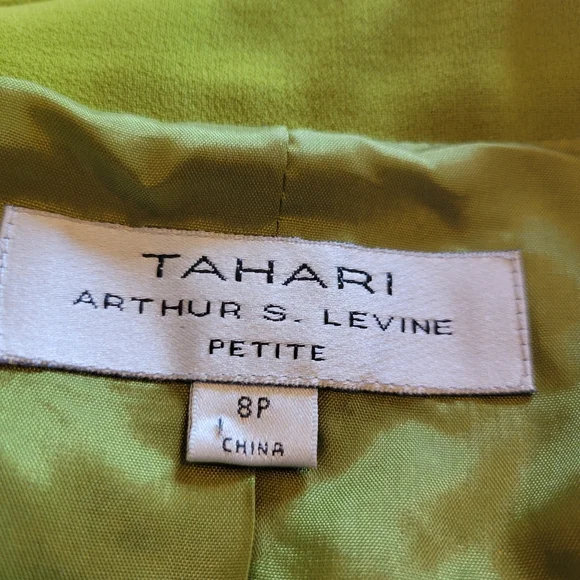 TAHARI
ARTHUR S. LEVINE
PETITE
8P
CHINA